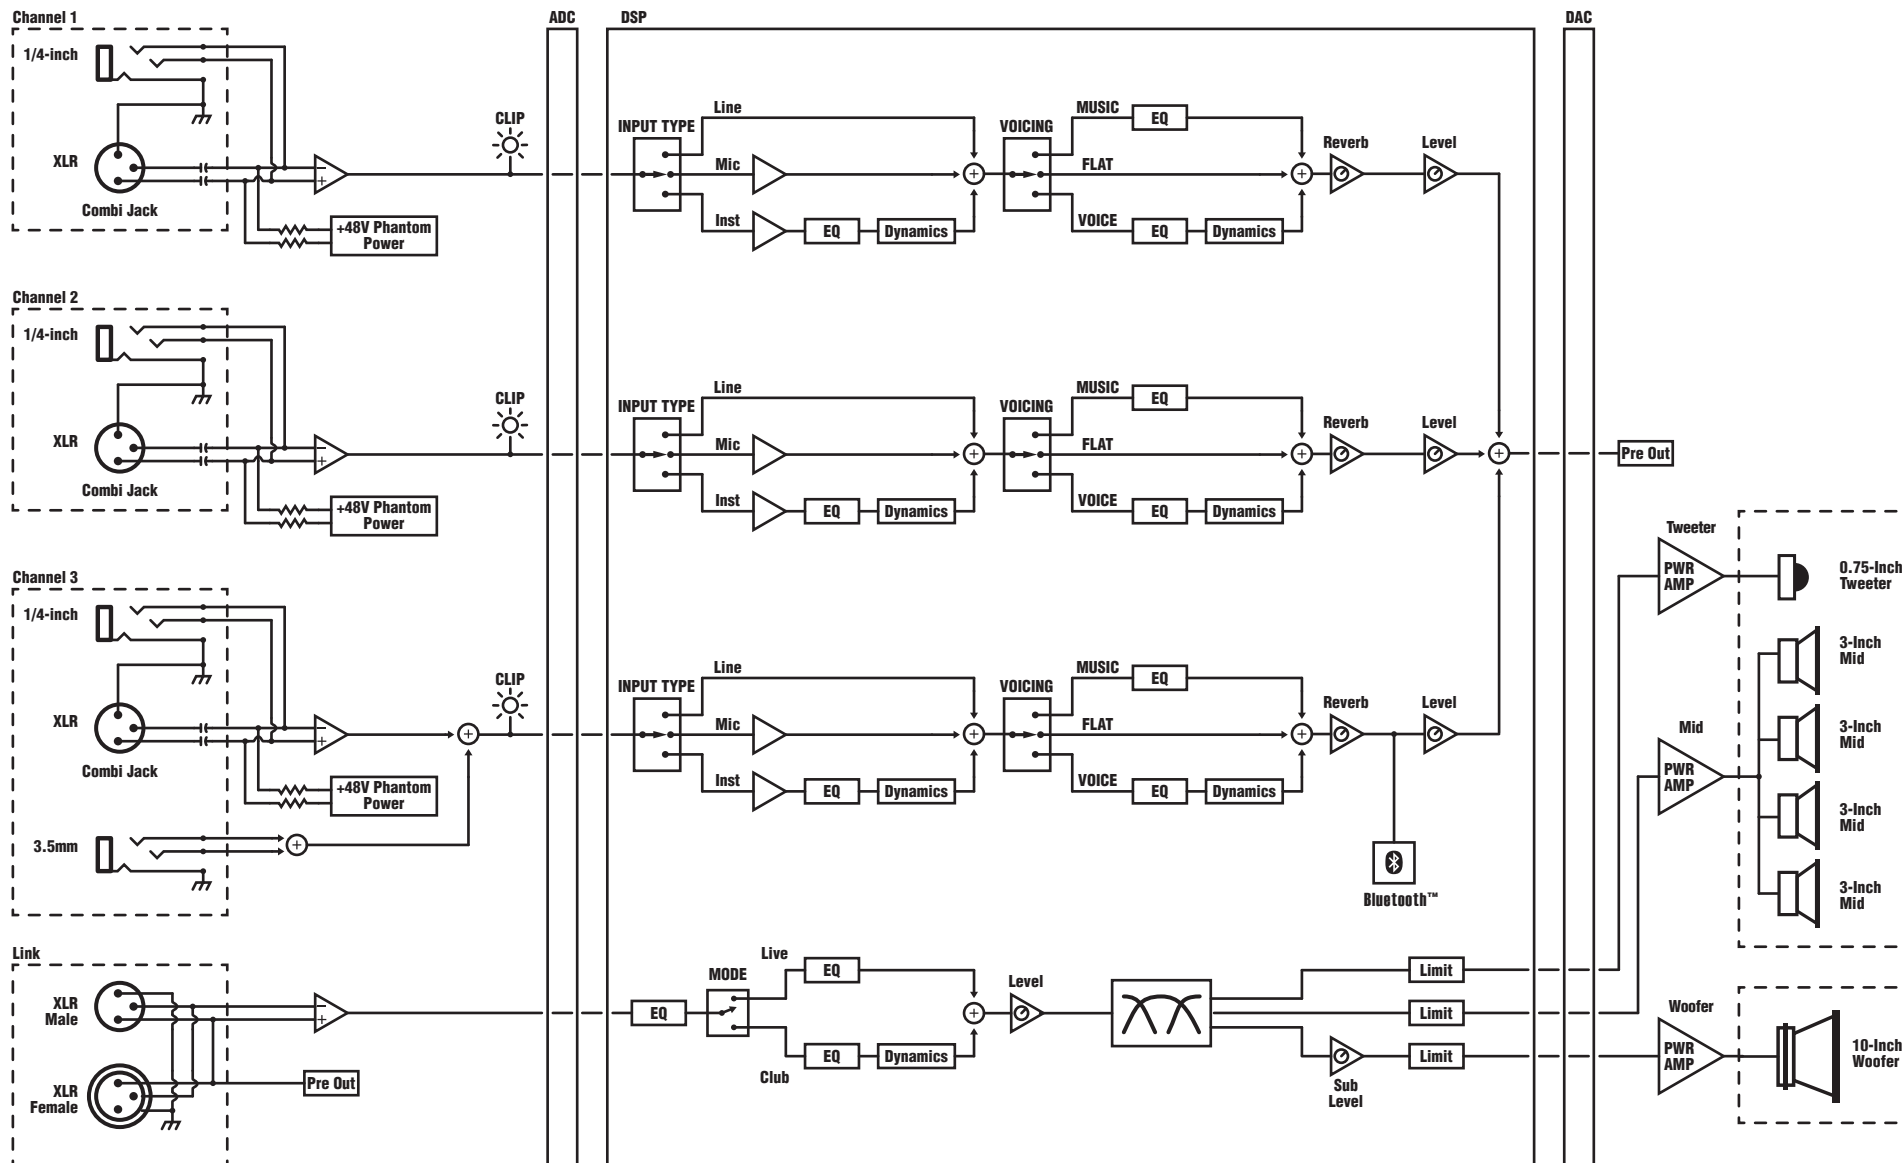 Channel 1
ADC
DSP
DAC
1/4-inch
XLR
Combi Jack
+48V Phantom
Power
CLIP
INPUT TYPE
Line
Mic
Inst
EQ
Dynamics
VOICING
MUSIC
EQ
FLAT
VOICE
EQ
Dynamics
Reverb
Level
Channel 2
1/4-inch
XLR
Combi Jack
+48V Phantom
Power
CLIP
INPUT TYPE
Line
Mic
Inst
EQ
Dynamics
VOICING
MUSIC
EQ
FLAT
VOICE
EQ
Dynamics
Reverb
Level
Pre Out
Channel 3
1/4-inch
XLR
Combi Jack
+48V Phantom
Power
3.5mm
CLIP
INPUT TYPE
Line
Mic
Inst
EQ
Dynamics
VOICING
MUSIC
EQ
FLAT
VOICE
EQ
Dynamics
Reverb
Level
Bluetooth™
Tweeter
PWR
AMP
0.75-Inch
Tweeter
Mid
PWR
AMP
3-Inch
Mid
3-Inch
Mid
3-Inch
Mid
3-Inch
Mid
Link
XLR
Male
XLR
Female
Pre Out
EQ
MODE
Live
EQ
Club
EQ
Dynamics
Level
Sub
Level
Limit
Limit
Limit
Woofer
PWR
AMP
10-Inch
Woofer